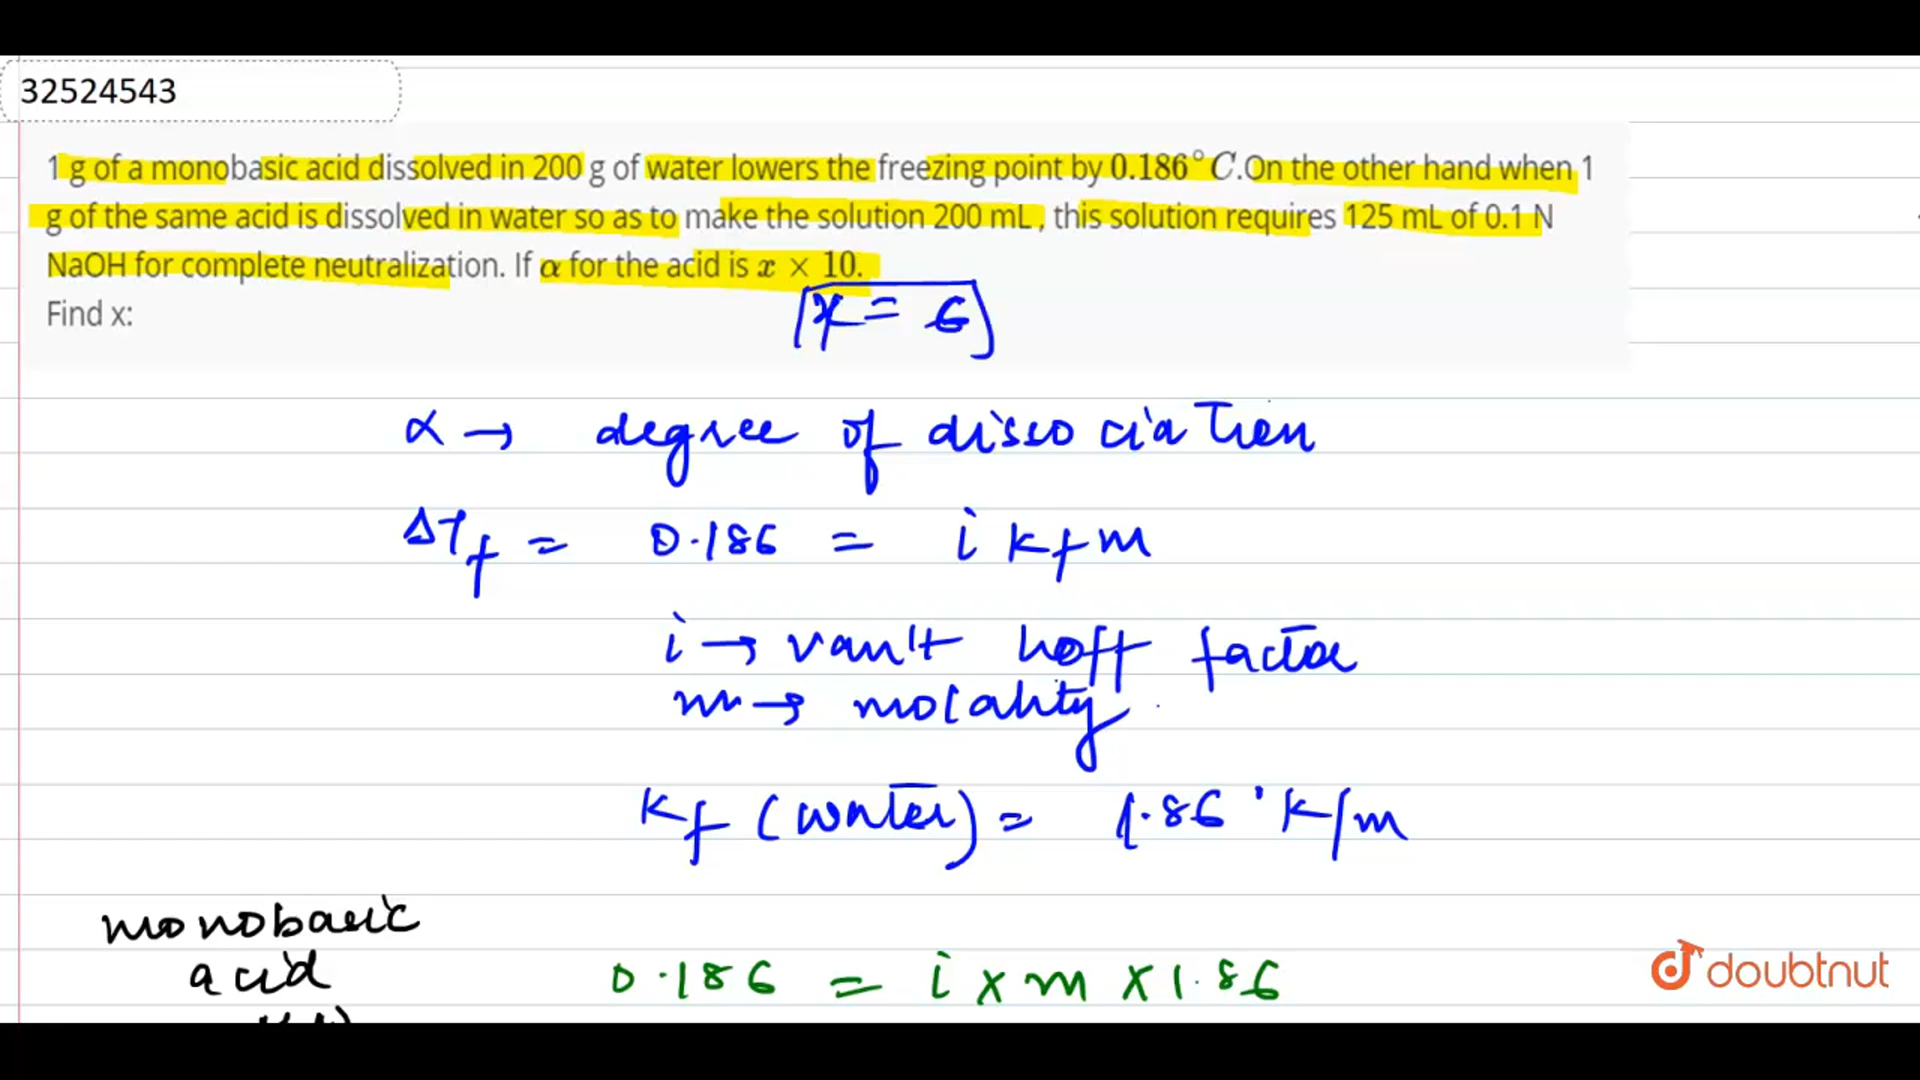 32524543
1 g of a monobasic acid dissolved in 200 g of water lowers the freezing point by 0.186°C.On the other hand when 1
g of the same acid is dissolved in water so as to make the solution 200 mL , this solution requires 125 mL of 0.1 N
NaOH for complete neutralization. If α for the acid is x × 10.
Find x:
x = 6
α → degree of dissociation
ΔTf = 0.186 = i kf m
i → van't hoff factor
m → molality
kf (water) = 1.86 °k/m
monobasic
acid
0.186 = i x m x 1.86
doubtnut